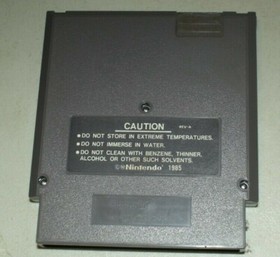 CAUTION
●DO NOT STORE IN EXTREME TEMPERATURES.
●DO NOT IMMERSE IN WATER.
●DO NOT CLEAN WITH BENZENE, THINNER,
ALCOHOL OR OTHER SUCH SOLVENTS.
Nintendo® 1985